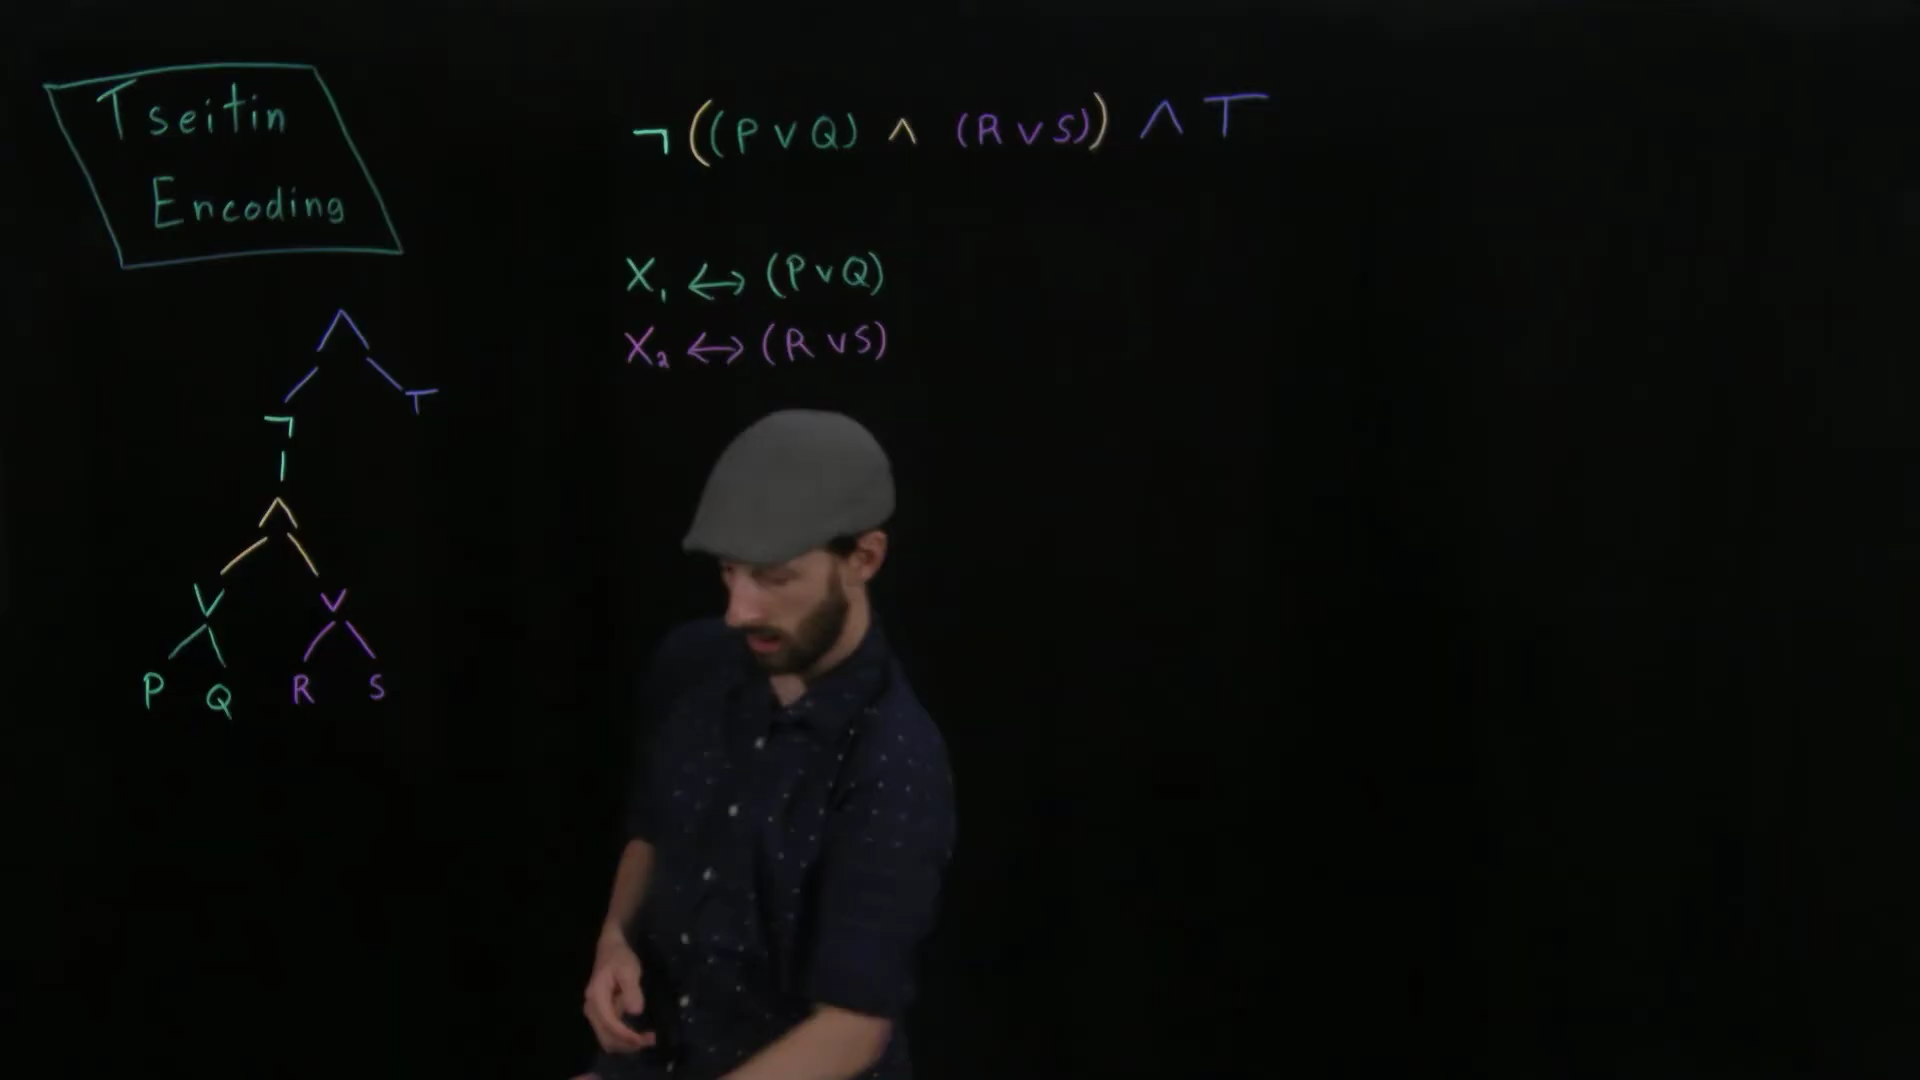 Tseitin
Encoding
¬((P∨Q) ∧ (R∨S)) ∧ T
X₁ ↔ (P∨Q)
X₂ ↔ (R∨S)
∧
¬ T
∧
∨ ∨
P Q R S